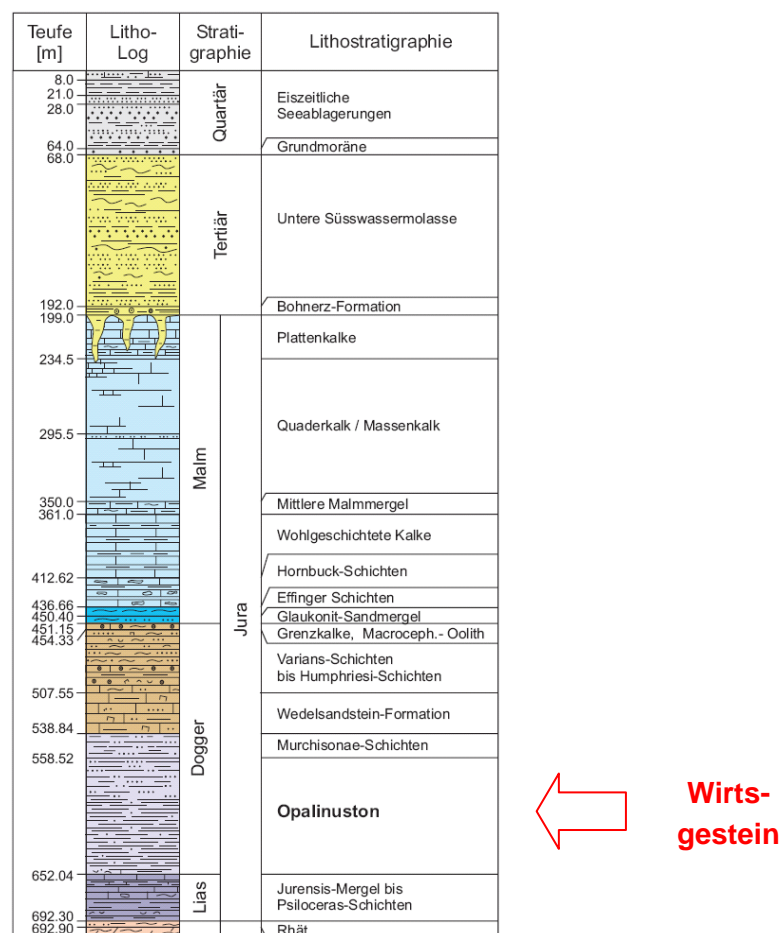 Teufe
[m]
Litho-
Log
Strati-
graphie
Lithostratigraphie
8.0
21.0
28.0
64.0
68.0
192.0
199.0
234.5
295.5
350.0
361.0
412.62
436.66
450.40
451.15
454.33
507.55
538.84
558.52
652.04
692.30
692.90
Quartär
Tertiär
Malm
Dogger
Lias
Jura
Eiszeitliche
Seeablagerungen
Grundmoräne
Untere Süsswassermolasse
Bohnerz-Formation
Plattenkalke
Quaderkalk / Massenkalk
Mittlere Malmmergel
Wohlgeschichtete Kalke
Hornbuck-Schichten
Effinger Schichten
Glaukonit-Sandmergel
Grenzkalke, Macroceph.- Oolith
Varians-Schichten
bis Humphriesi-Schichten
Wedelsandstein-Formation
Murchisonae-Schichten
Opalinuston
Jurensis-Mergel bis
Psiloceras-Schichten
Rhät
Wirts-
gestein